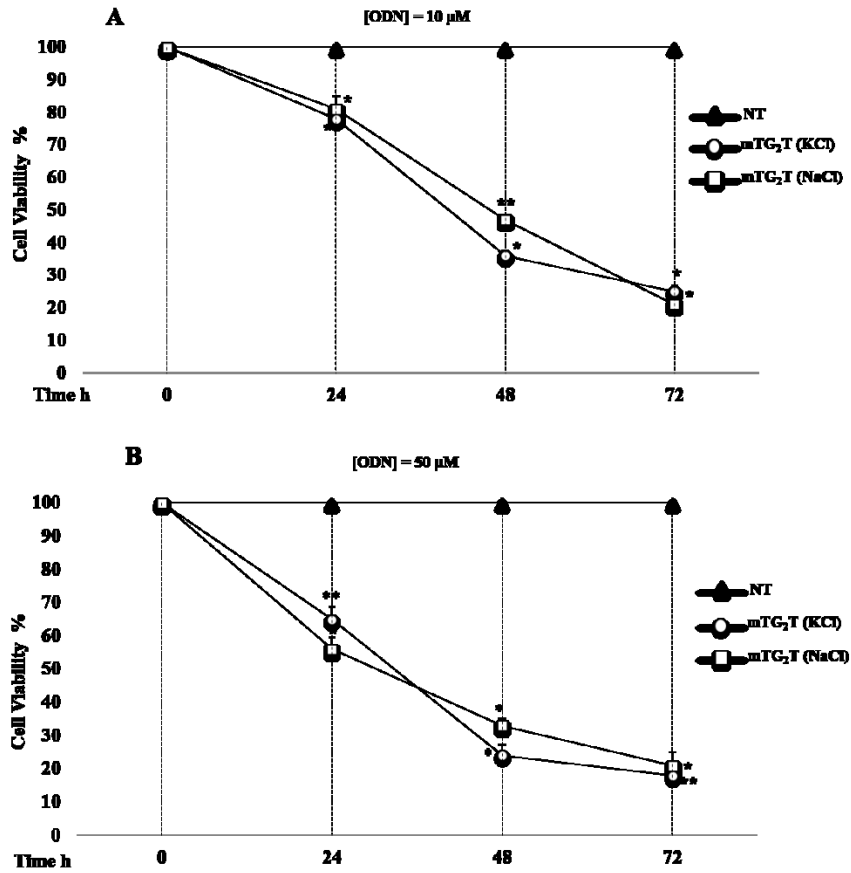 A
[ODN] = 10 µM
100
90
80
70
60
50
40
30
20
10
0
Cell Viability %
*
*
**
*
*
*
NT
mTG₂T (KCl)
mTG₂T (NaCl)
Time h 0 24 48 72
B
[ODN] = 50 µM
100
90
80
70
60
50
40
30
20
10
0
Cell Viability %
**
*
*
*
**
NT
mTG₂T (KCl)
mTG₂T (NaCl)
Time h 0 24 48 72